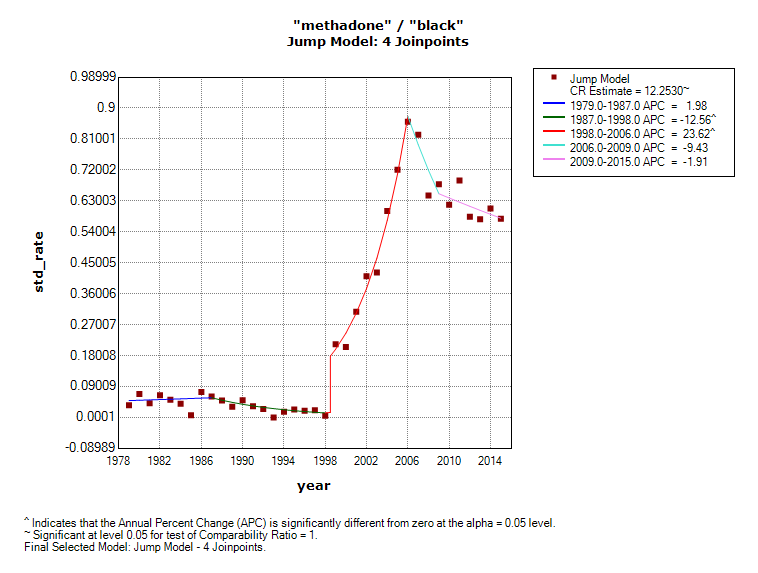 "methadone" / "black"
Jump Model: 4 Joinpoints
0.98999
0.9
0.81001
0.72002
0.63003
0.54004
0.45005
0.36006
0.27007
0.18008
0.09009
0.0001
-0.08989
std_rate
1978 1982 1986 1990 1994 1998 2002 2006 2010 2014
year
Jump Model
CR Estimate = 12.2530~
1979.0-1987.0 APC = 1.98
1987.0-1998.0 APC = -12.56^
1998.0-2006.0 APC = 23.62^
2006.0-2009.0 APC = -9.43
2009.0-2015.0 APC = -1.91
^ Indicates that the Annual Percent Change (APC) is significantly different from zero at the alpha = 0.05 level.
~ Significant at level 0.05 for test of Comparability Ratio = 1.
Final Selected Model: Jump Model - 4 Joinpoints.